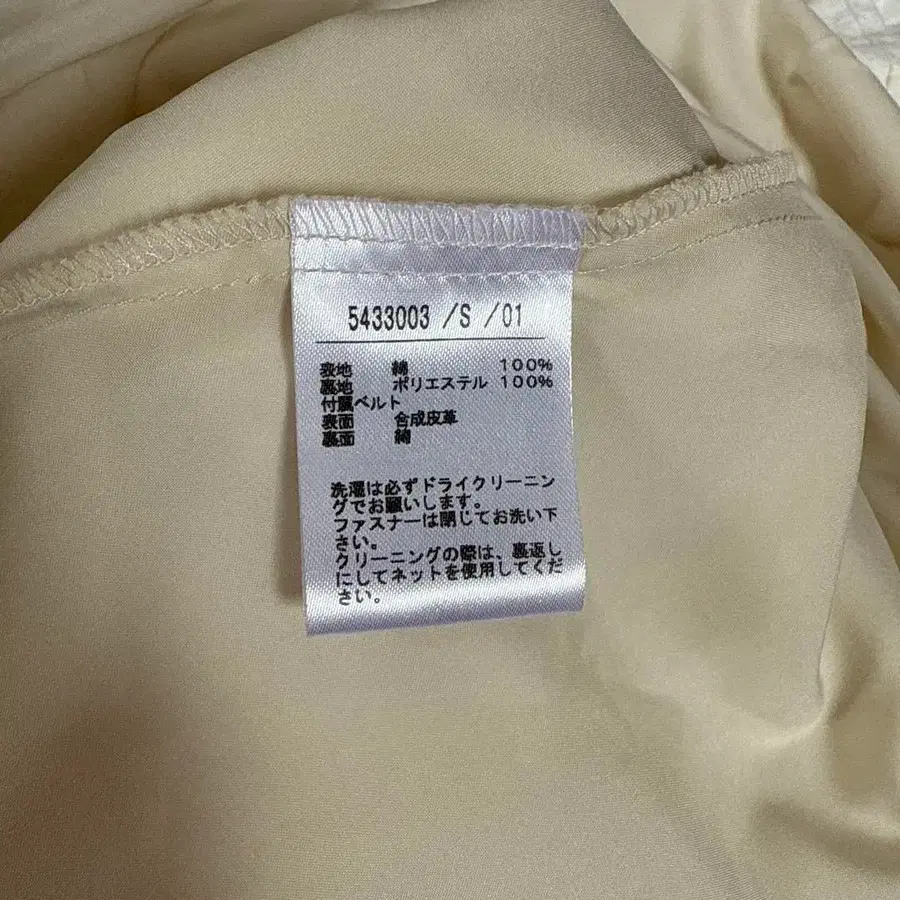 5433003 /S /01
表地 綿 100%
裏地 ポリエステル 100%
付属ベルト
表面 合成皮革
裏面 綿
洗濯は必ずドライクリーニン
グでお願いします。
ファスナーは閉じてお洗い下
さい。
クリーニングの際は、裏返し
にしてネットを使用してくだ
さい。